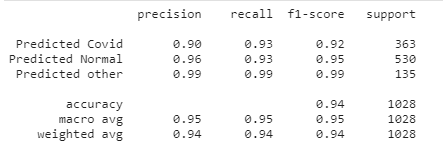 precision recall f1-score support
Predicted Covid 0.90 0.93 0.92 363
Predicted Normal 0.96 0.93 0.95 530
Predicted other 0.99 0.99 0.99 135
accuracy 0.94 1028
macro avg 0.95 0.95 0.95 1028
weighted avg 0.94 0.94 0.94 1028